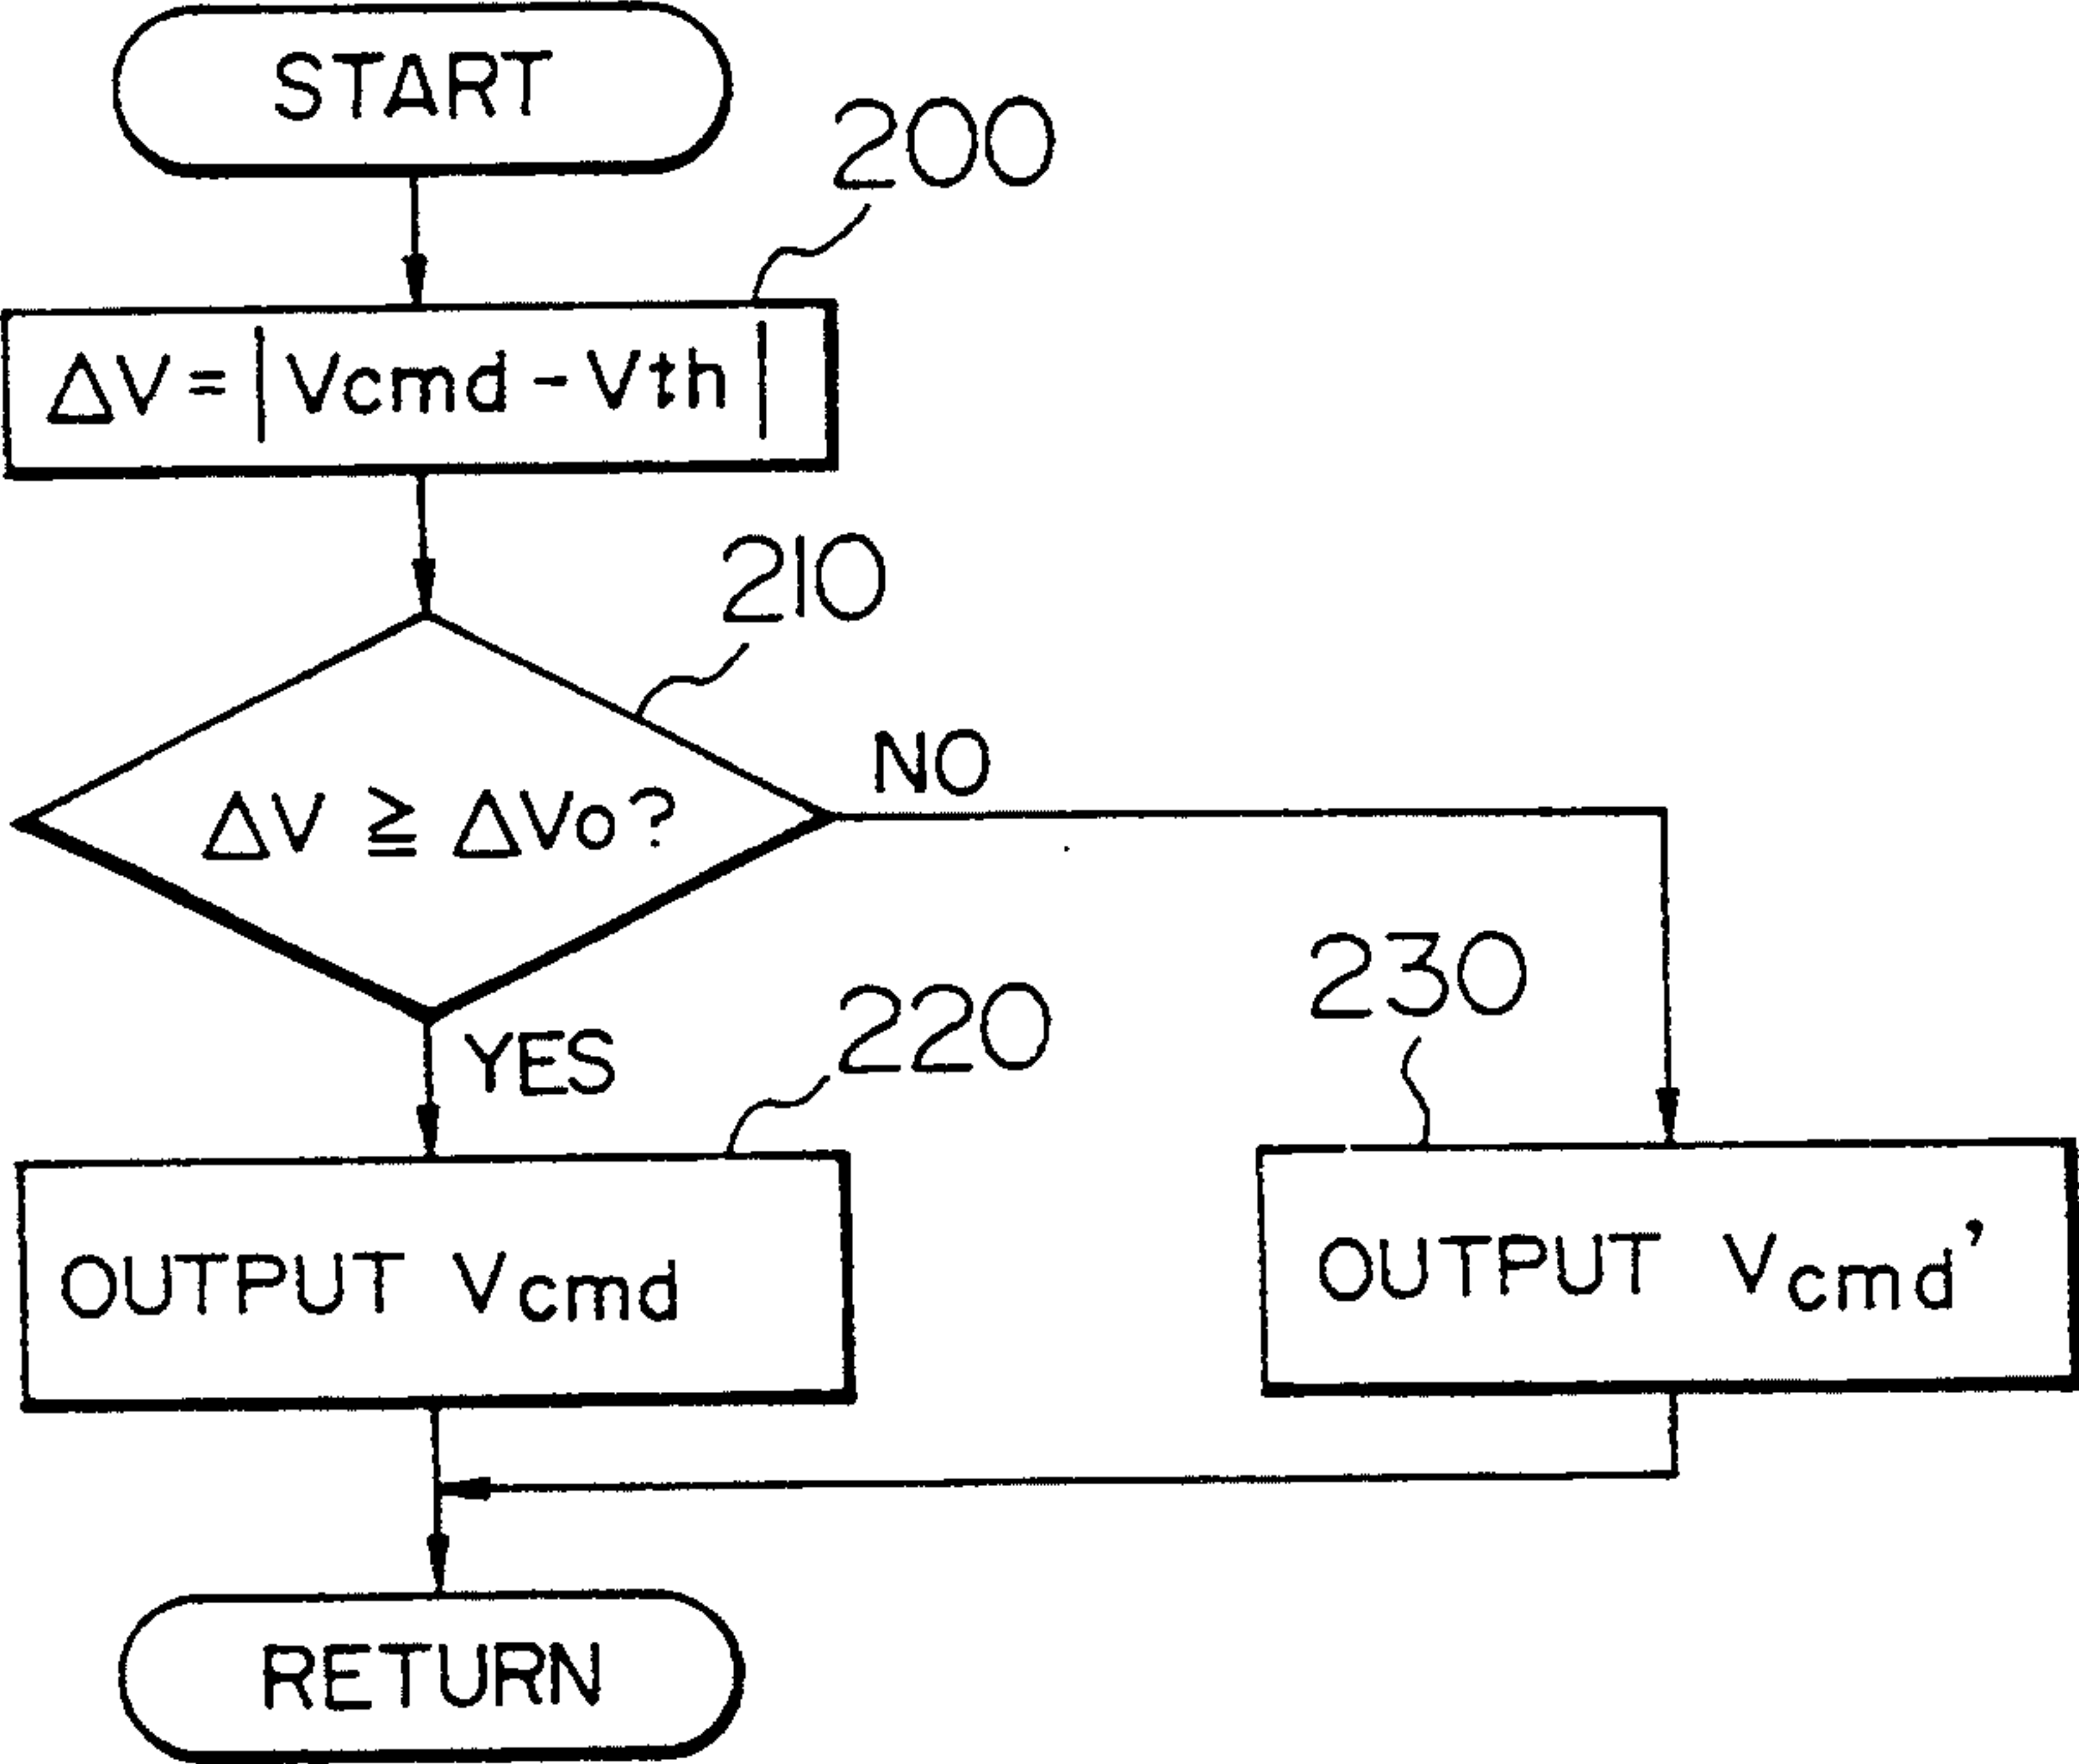 START
200
ΔV=|Vcmd-Vth|
210
NO
ΔV ≧ ΔVo?
230
220
YES
OUTPUT Vcmd
OUTPUT Vcmd'
RETURN